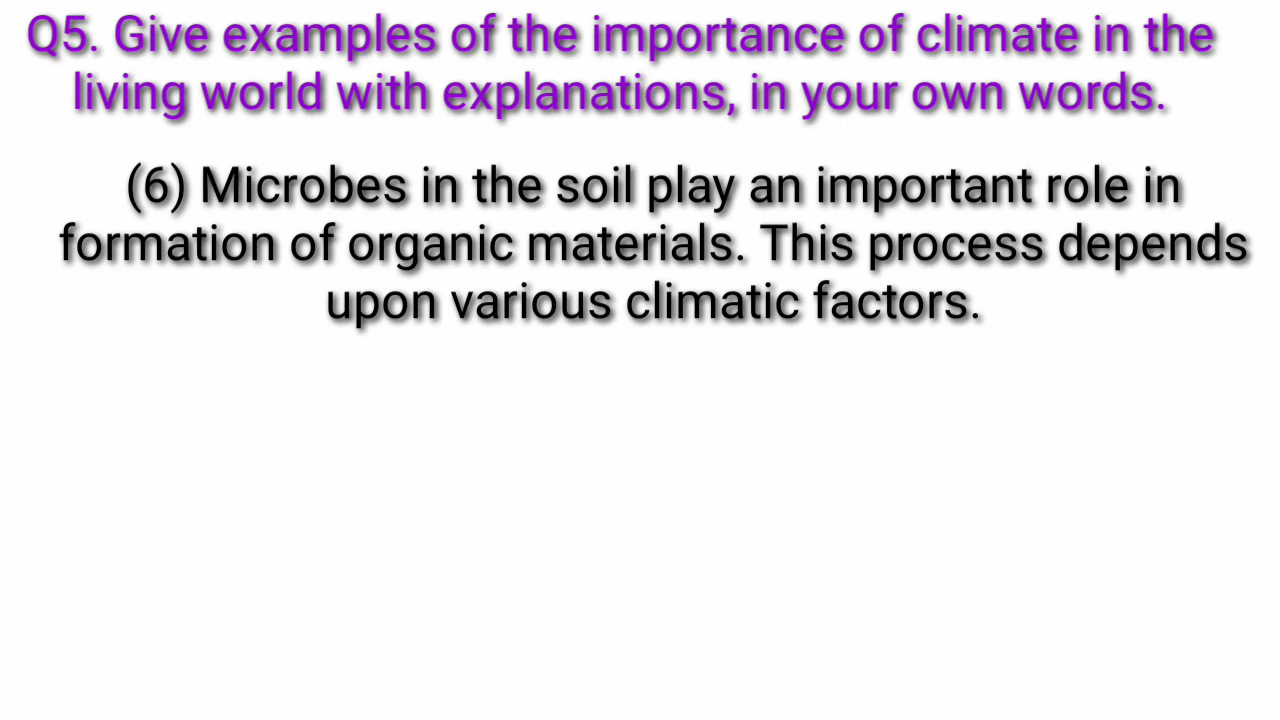 Q5. Give examples of the importance of climate in the
living world with explanations, in your own words.
(6) Microbes in the soil play an important role in
formation of organic materials. This process depends
upon various climatic factors.